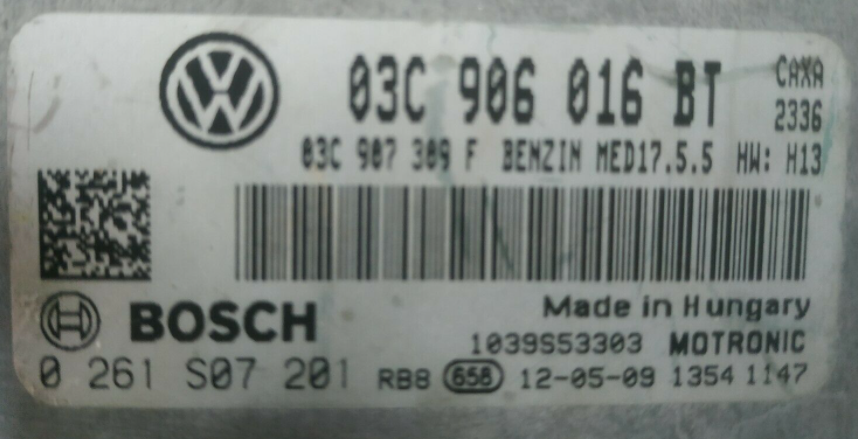 03C 906 016 BT CAXA
2336
03C 907 309 F BENZIN MED17.5.5 HW: H13
BOSCH
Made in Hungary
1039S53303 MOTRONIC
0 261 S07 201 RB8 658 12-05-09 1354 1147